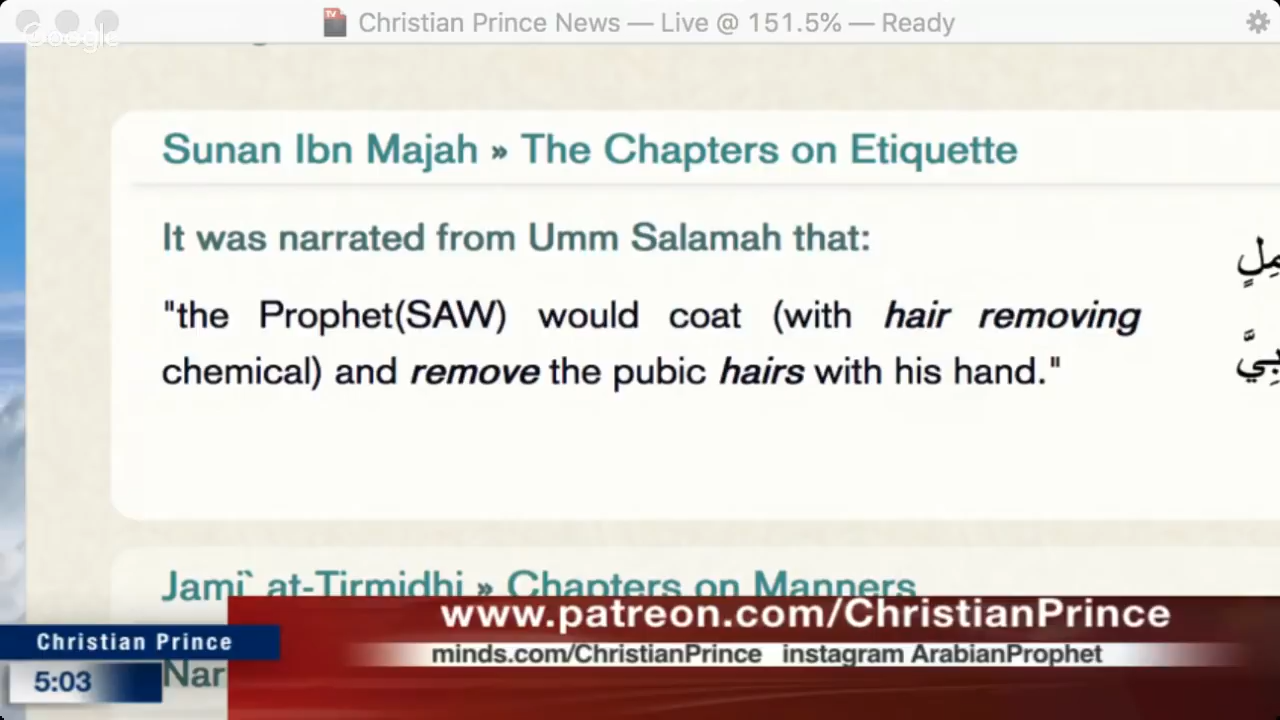 Christian Prince News — Live @ 151.5% — Ready
Google
Sunan Ibn Majah » The Chapters on Etiquette
It was narrated from Umm Salamah that:
"the Prophet(SAW) would coat (with hair removing
chemical) and remove the pubic hairs with his hand."
Jami` at-Tirmidhi » Chapters on Manners
www.patreon.com/ChristianPrince
Christian Prince
minds.com/ChristianPrince instagram ArabianProphet
5:03
Nar